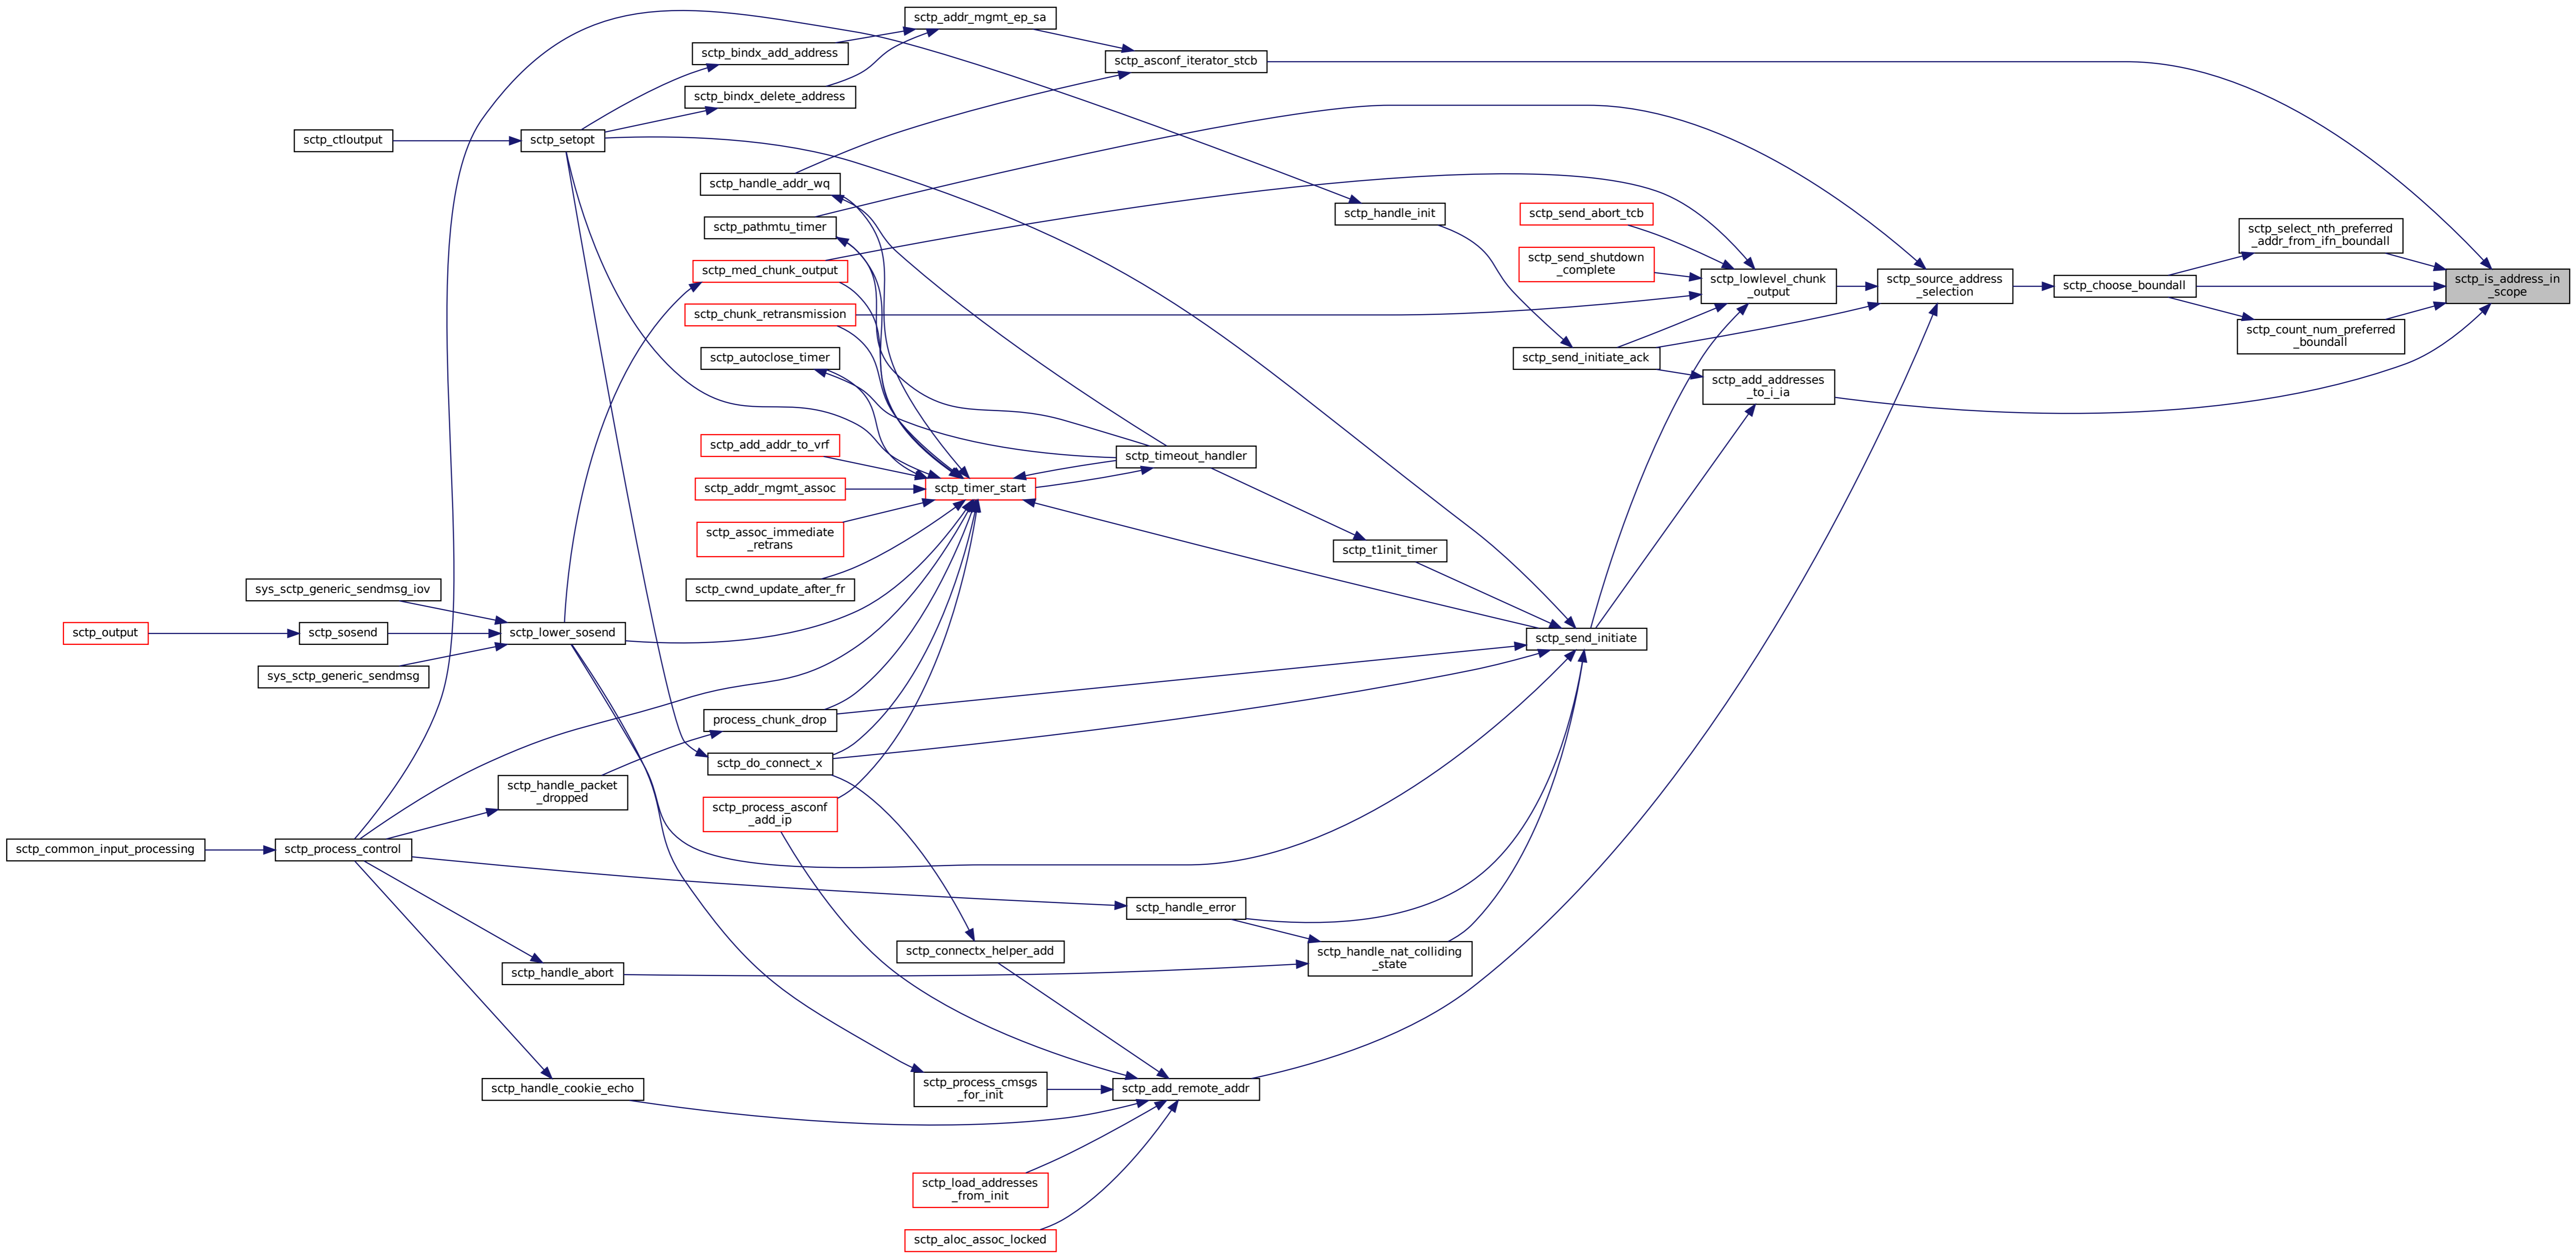 sctp_addr_mgmt_ep_sa
sctp_bindx_add_address
sctp_asconf_iterator_stcb
sctp_bindx_delete_address
sctp_ctloutput
sctp_setopt
sctp_handle_addr_wq
sctp_pathmtu_timer
sctp_handle_init
sctp_send_abort_tcb
sctp_select_nth_preferred
_addr_from_ifn_boundall
sctp_med_chunk_output
sctp_send_shutdown
_complete
sctp_lowlevel_chunk
_output
sctp_source_address
_selection
sctp_choose_boundall
sctp_is_address_in
_scope
sctp_chunk_retransmission
sctp_count_num_preferred
_boundall
sctp_autoclose_timer
sctp_send_initiate_ack
sctp_add_addresses
_to_i_ia
sctp_add_addr_to_vrf
sctp_timeout_handler
sctp_addr_mgmt_assoc
sctp_timer_start
sctp_assoc_immediate
_retrans
sctp_t1init_timer
sctp_cwnd_update_after_fr
sys_sctp_generic_sendmsg_iov
sctp_output
sctp_sosend
sctp_lower_sosend
sctp_send_initiate
sys_sctp_generic_sendmsg
process_chunk_drop
sctp_do_connect_x
sctp_handle_packet
_dropped
sctp_process_asconf
_add_ip
sctp_common_input_processing
sctp_process_control
sctp_handle_error
sctp_connectx_helper_add
sctp_handle_nat_colliding
_state
sctp_handle_abort
sctp_handle_cookie_echo
sctp_process_cmsgs
_for_init
sctp_add_remote_addr
sctp_load_addresses
_from_init
sctp_aloc_assoc_locked